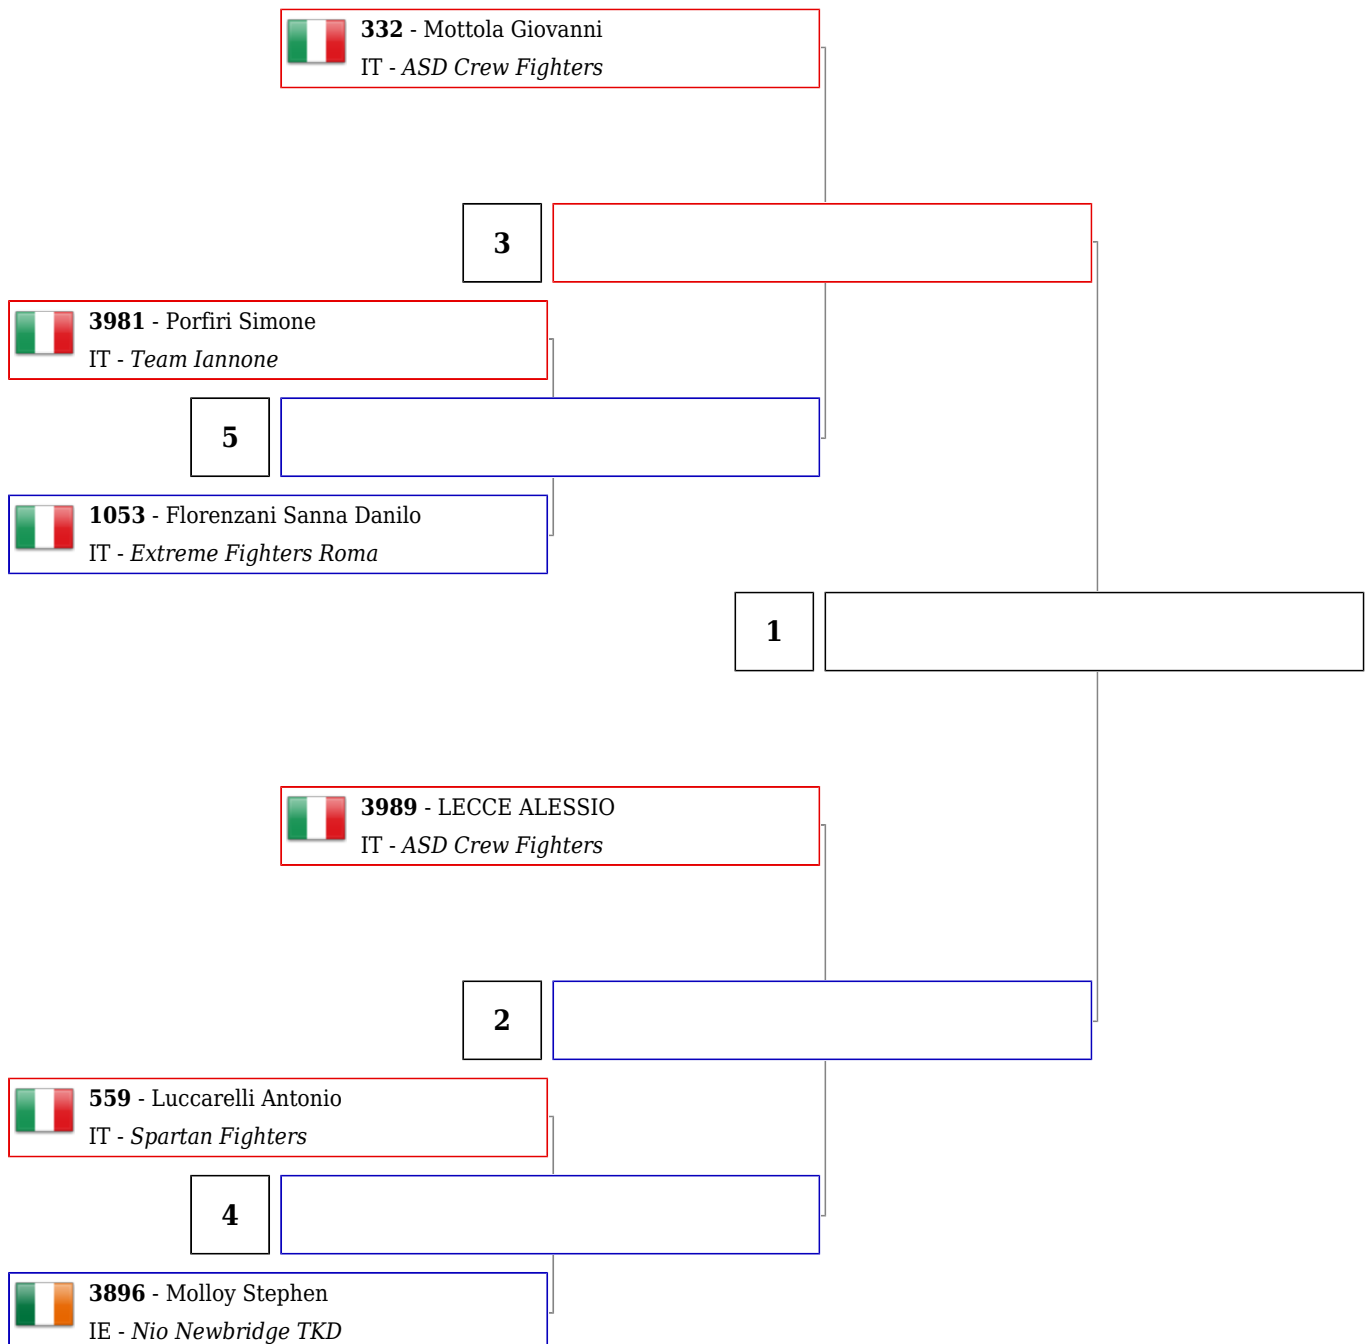 332 - Mottola Giovanni
IT - ASD Crew Fighters
3
3981 - Porfiri Simone
IT - Team Iannone
5
1053 - Florenzani Sanna Danilo
IT - Extreme Fighters Roma
1
3989 - LECCE ALESSIO
IT - ASD Crew Fighters
2
559 - Luccarelli Antonio
IT - Spartan Fighters
4
3896 - Molloy Stephen
IE - Nio Newbridge TKD